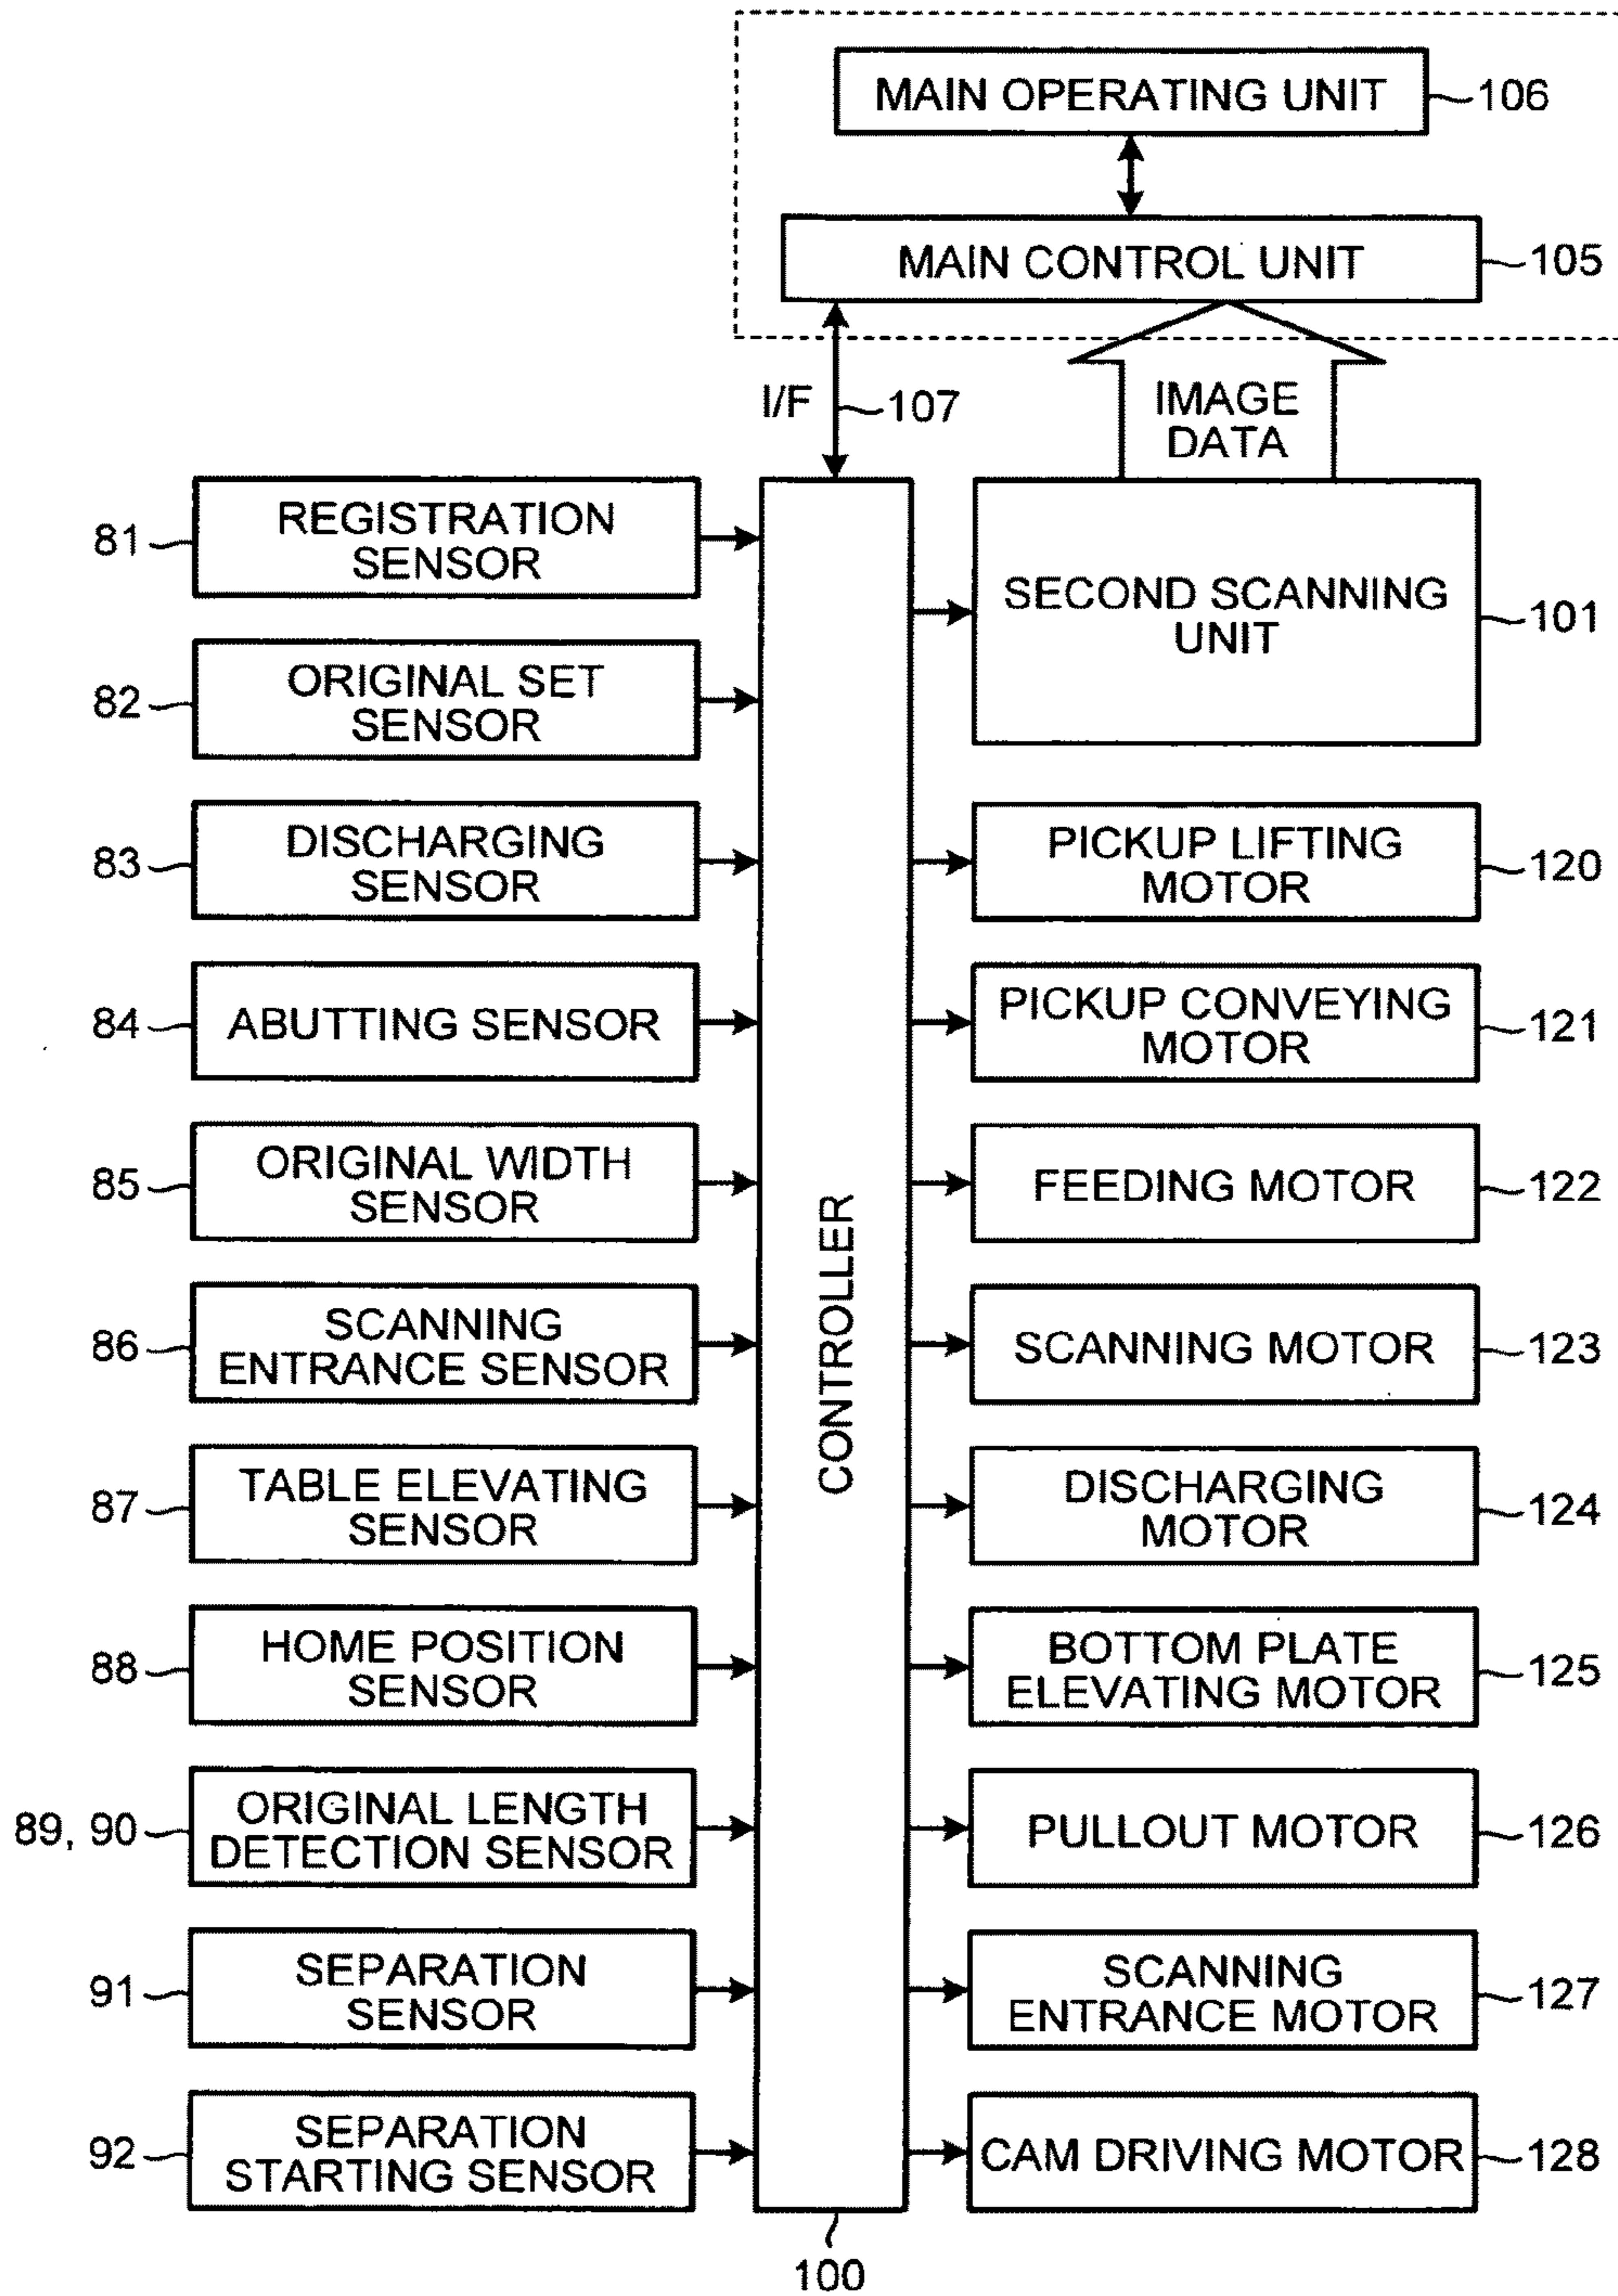 MAIN OPERATING UNIT
106
MAIN CONTROL UNIT
105
I/F
107
IMAGE
DATA
81
REGISTRATION
SENSOR
SECOND SCANNING
UNIT
101
82
ORIGINAL SET
SENSOR
83
DISCHARGING
SENSOR
PICKUP LIFTING
MOTOR
120
84
ABUTTING SENSOR
PICKUP CONVEYING
MOTOR
121
85
ORIGINAL WIDTH
SENSOR
FEEDING MOTOR
122
86
SCANNING
ENTRANCE SENSOR
SCANNING MOTOR
123
87
TABLE ELEVATING
SENSOR
DISCHARGING
MOTOR
124
88
HOME POSITION
SENSOR
BOTTOM PLATE
ELEVATING MOTOR
125
89, 90
ORIGINAL LENGTH
DETECTION SENSOR
PULLOUT MOTOR
126
91
SEPARATION
SENSOR
SCANNING
ENTRANCE MOTOR
127
92
SEPARATION
STARTING SENSOR
CAM DRIVING MOTOR
128
CONTROLLER
100